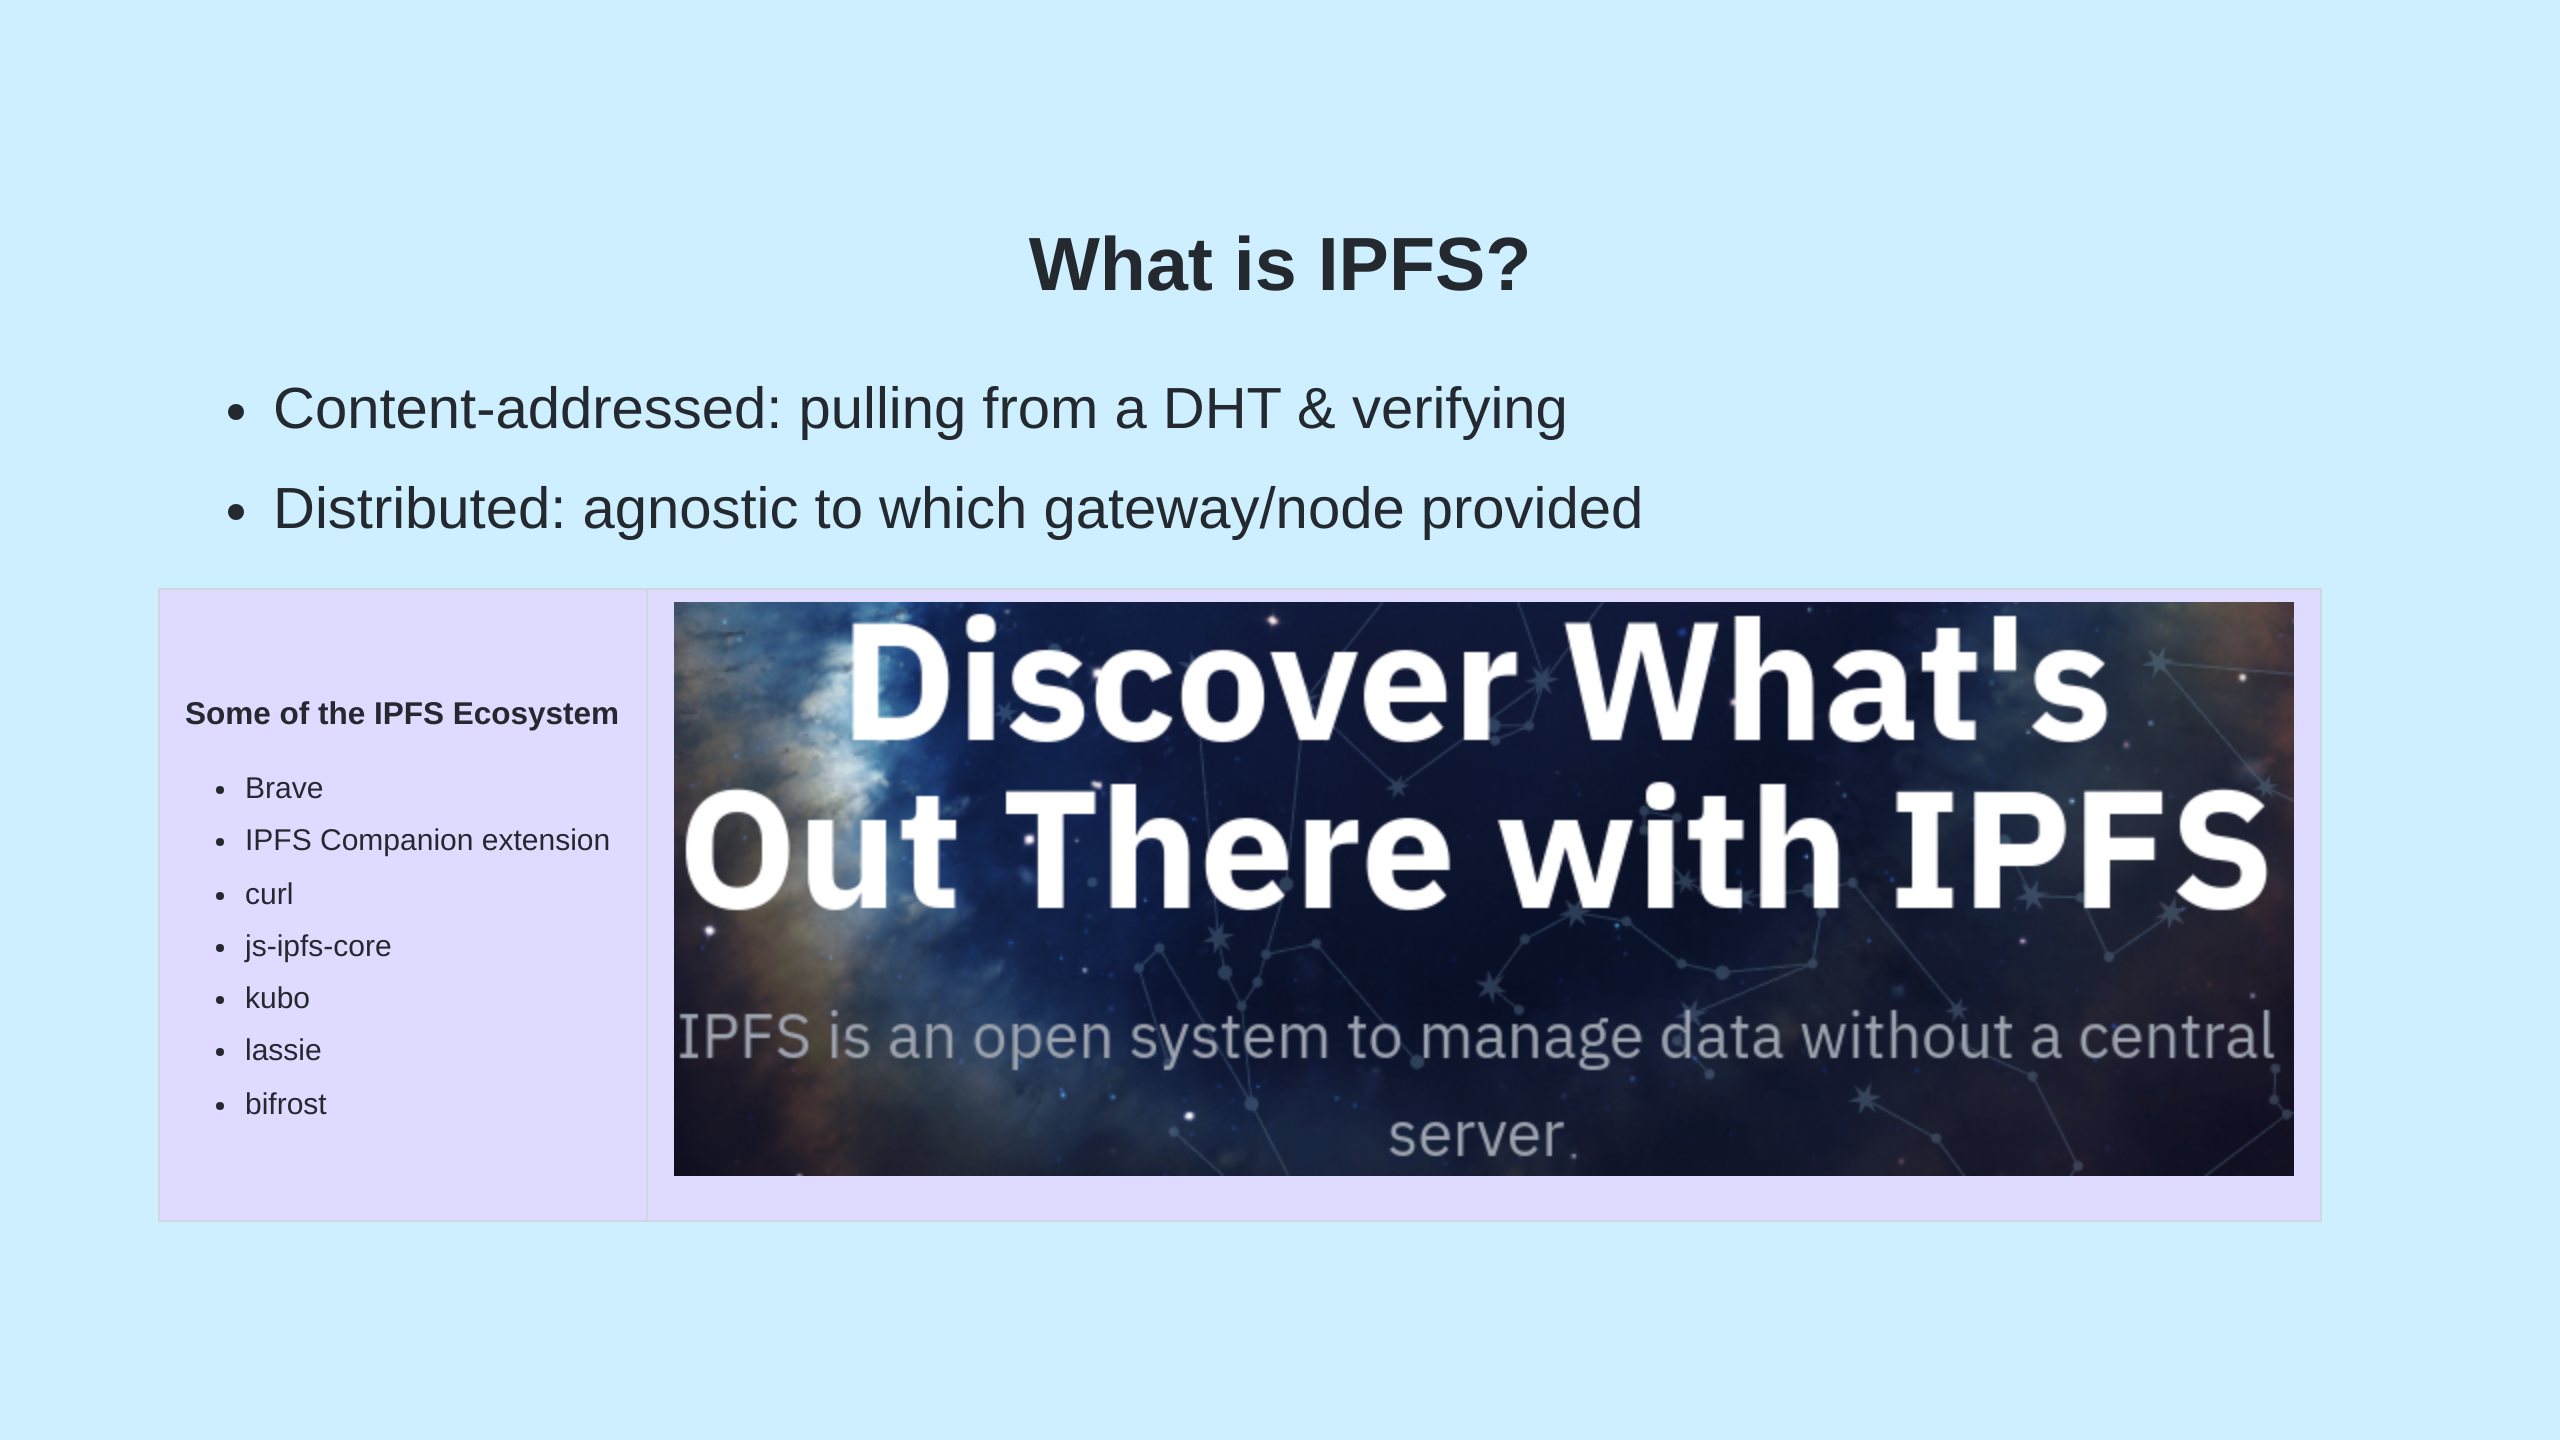 What is IPFS?
Content-addressed: pulling from a DHT & verifying
Distributed: agnostic to which gateway/node provided
Some of the IPFS Ecosystem
Brave
IPFS Companion extension
curl
js-ipfs-core
kubo
lassie
bifrost
Discover What's
Out There with IPFS
IPFS is an open system to manage data without a central
server.